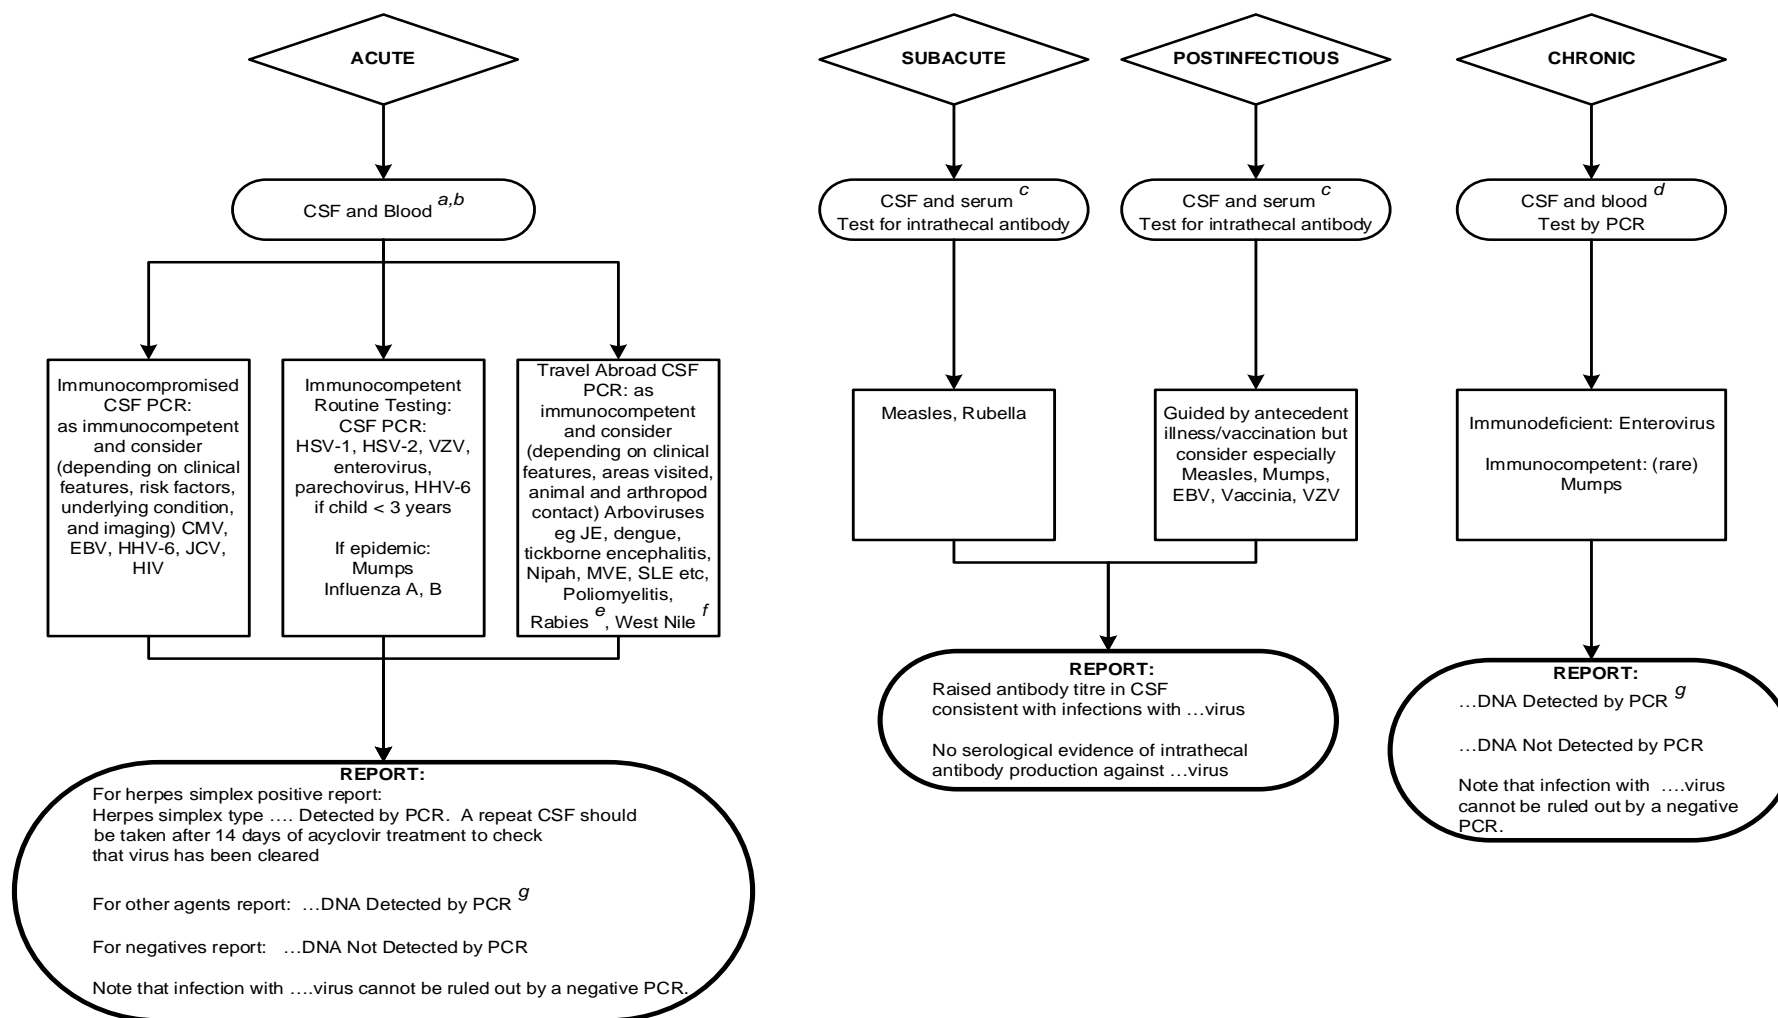 ACUTE
CSF and Blood a,b
Immunocompromised
CSF PCR:
as immunocompetent
and consider
(depending on clinical
features, risk factors,
underlying condition,
and imaging) CMV,
EBV, HHV-6, JCV,
HIV
Immunocompetent
Routine Testing:
CSF PCR:
HSV-1, HSV-2, VZV,
enterovirus,
parechovirus, HHV-6
if child < 3 years
If epidemic:
Mumps
Influenza A, B
Travel Abroad CSF
PCR: as
immunocompetent
and consider
(depending on clinical
features, areas visited,
animal and arthropod
contact) Arboviruses
eg JE, dengue,
tickborne encephalitis,
Nipah, MVE, SLE etc,
Poliomyelitis,
Rabies e, West Nile f
REPORT:
For herpes simplex positive report:
Herpes simplex type …. Detected by PCR. A repeat CSF should
be taken after 14 days of acyclovir treatment to check
that virus has been cleared
For other agents report: …DNA Detected by PCR g
For negatives report: …DNA Not Detected by PCR
Note that infection with ….virus cannot be ruled out by a negative PCR.
SUBACUTE
CSF and serum c
Test for intrathecal antibody
Measles, Rubella
POSTINFECTIOUS
CSF and serum c
Test for intrathecal antibody
Guided by antecedent
illness/vaccination but
consider especially
Measles, Mumps,
EBV, Vaccinia, VZV
REPORT:
Raised antibody titre in CSF
consistent with infections with …virus
No serological evidence of intrathecal
antibody production against …virus
CHRONIC
CSF and blood d
Test by PCR
Immunodeficient: Enterovirus
Immunocompetent: (rare)
Mumps
REPORT:
…DNA Detected by PCR g
…DNA Not Detected by PCR
Note that infection with ….virus
cannot be ruled out by a negative
PCR.